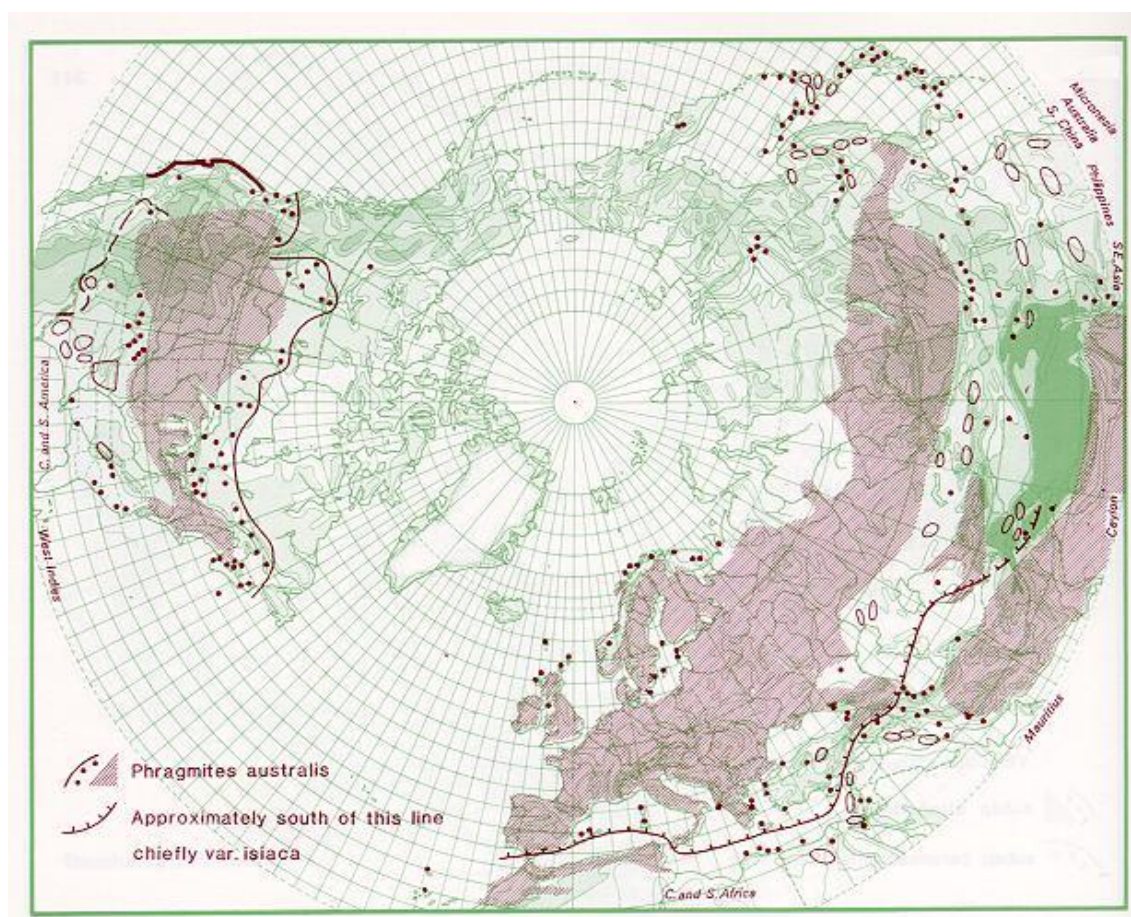 Micronesia
Australia
S. China
Philippines
S.E. Asia
C. and S. America
West Indies
Ceylon
Mauritius
Phragmites australis
Approximately south of this line
chiefly var. isiaca
C. and S. Africa